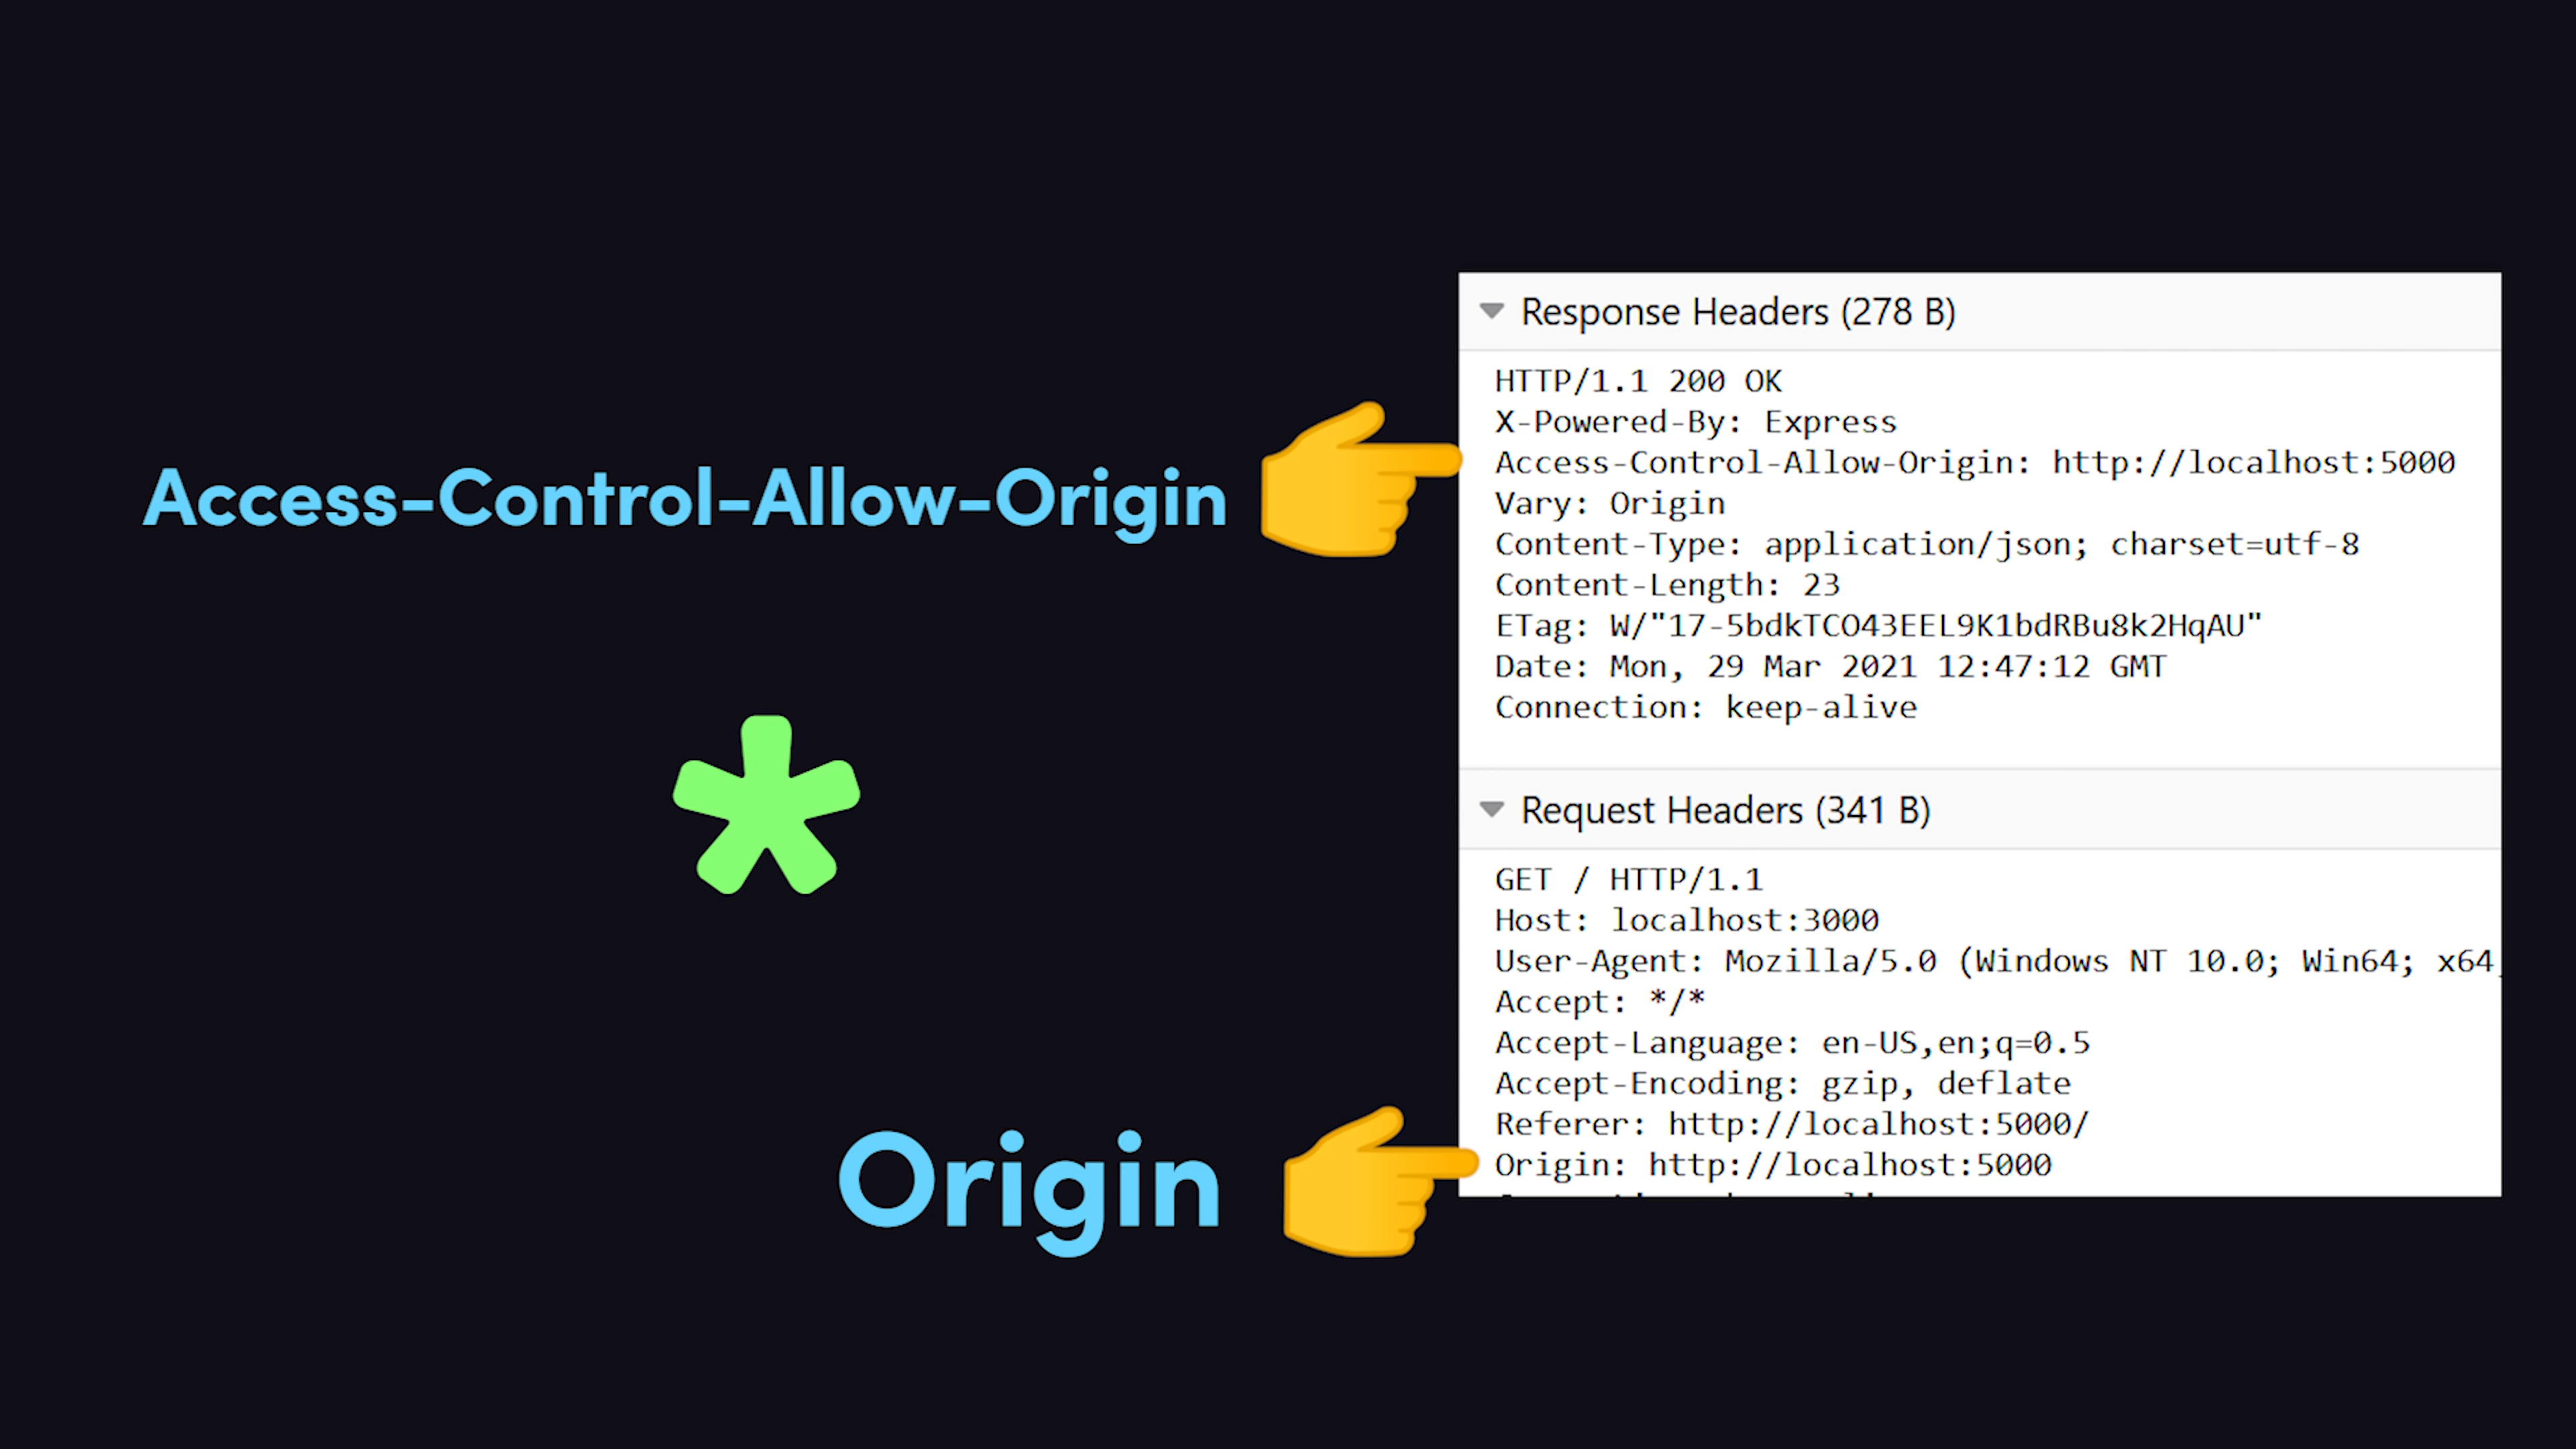 Access-Control-Allow-Origin
*
Origin
Response Headers (278 B)
HTTP/1.1 200 OK
X-Powered-By: Express
Access-Control-Allow-Origin: http://localhost:5000
Vary: Origin
Content-Type: application/json; charset=utf-8
Content-Length: 23
ETag: W/"17-5bdkTCO43EEL9K1bdRBu8k2HqAU"
Date: Mon, 29 Mar 2021 12:47:12 GMT
Connection: keep-alive
Request Headers (341 B)
GET / HTTP/1.1
Host: localhost:3000
User-Agent: Mozilla/5.0 (Windows NT 10.0; Win64; x64
Accept: */*
Accept-Language: en-US,en;q=0.5
Accept-Encoding: gzip, deflate
Referer: http://localhost:5000/
Origin: http://localhost:5000